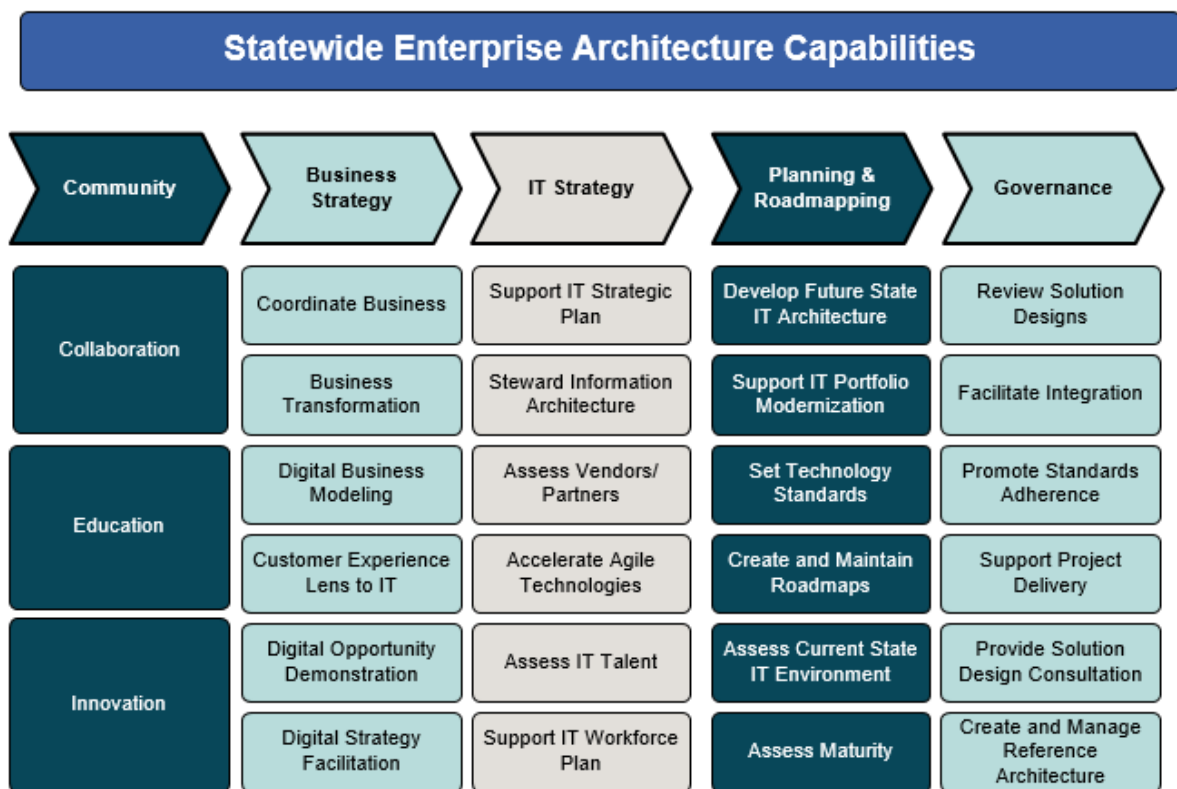 Statewide Enterprise Architecture Capabilities
Community
Business
Strategy
IT Strategy
Planning &
Roadmapping
Governance
Collaboration
Education
Innovation
Coordinate Business
Business
Transformation
Digital Business
Modeling
Customer Experience
Lens to IT
Digital Opportunity
Demonstration
Digital Strategy
Facilitation
Support IT Strategic
Plan
Steward Information
Architecture
Assess Vendors/
Partners
Accelerate Agile
Technologies
Assess IT Talent
Support IT Workforce
Plan
Develop Future State
IT Architecture
Support IT Portfolio
Modernization
Set Technology
Standards
Create and Maintain
Roadmaps
Assess Current State
IT Environment
Assess Maturity
Review Solution
Designs
Facilitate Integration
Promote Standards
Adherence
Support Project
Delivery
Provide Solution
Design Consultation
Create and Manage
Reference
Architecture